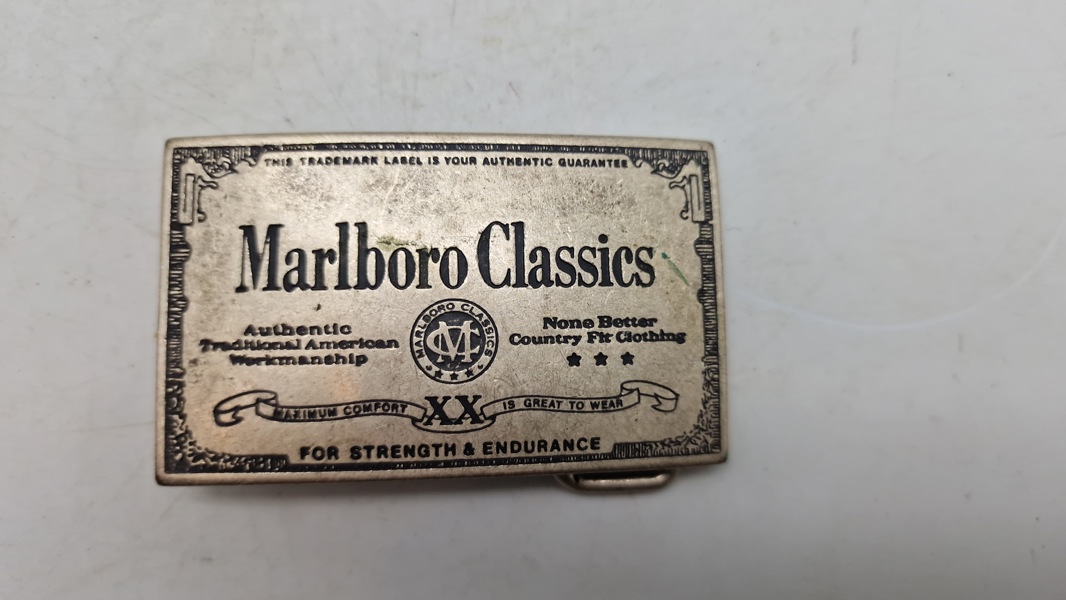 THIS TRADEMARK LABEL IS YOUR AUTHENTIC GUARANTEE
Marlboro Classics
Authentic
Traditional American
Workmanship
MARLBORO CLASSICS
MC
None Better
Country Fit Clothing
MAXIMUM COMFORT XX IS GREAT TO WEAR
FOR STRENGTH & ENDURANCE